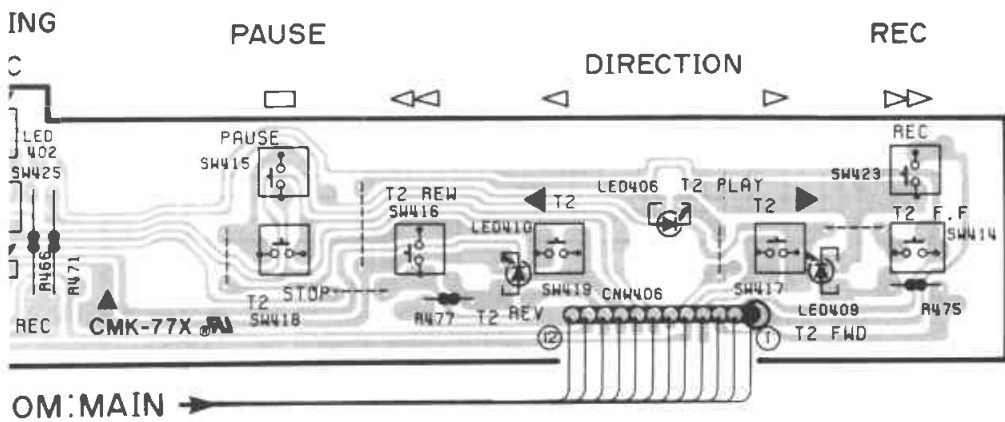 ING
PAUSE
REC
C
DIRECTION
LED
402
SW425
PAUSE
SW415
REC
SW423
T2 REW
SW416
T2
LED406
T2 PLAY
T2
T2 F.F
SW414
LED410
R466
R471
STOP
SW419
CNW406
SW417
REC
CMK-77X
T2
SW418
R477
T2 REV
LED409
R475
12
1
T2 FWD
OM:MAIN